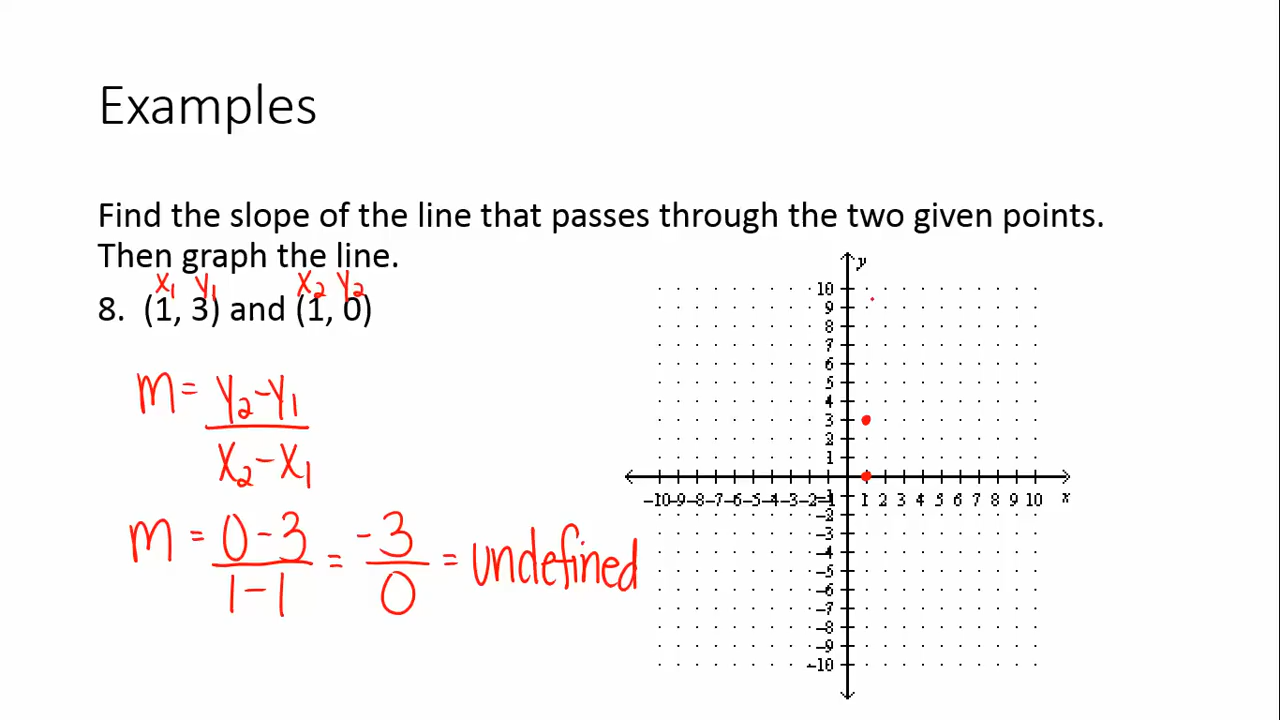 Examples
Find the slope of the line that passes through the two given points.
Then graph the line.
x₁ y₁ x₂ y₂
8. (1, 3) and (1, 0)
m = y₂-y₁
x₂-x₁
m = 0-3 = -3 = undefined
1-1 0
y
10
9
8
7
6
5
4
3
2
1
-10 -9 -8 -7 -6 -5 -4 -3 -2 -1 1 2 3 4 5 6 7 8 9 10 x
-1
-2
-3
-4
-5
-6
-7
-8
-9
-10